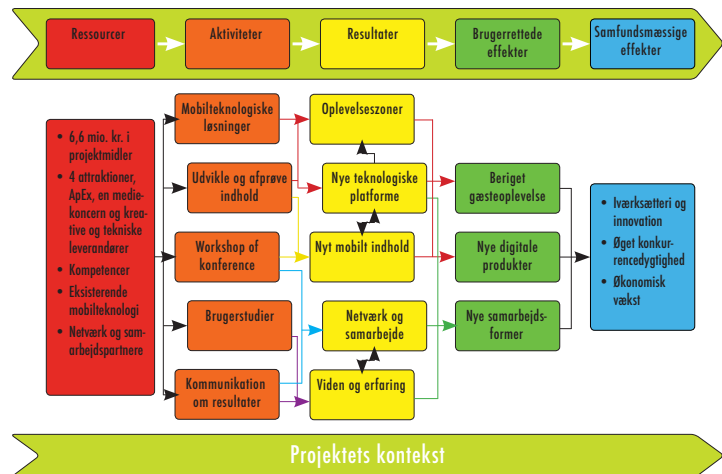 Ressourcer
Aktiviteter
Resultater
Brugerrettede
effekter
Samfundsmæssige
effekter
• 6,6 mio. kr. i
projektmidler
• 4 attraktioner,
ApEx, en medie-
koncern og krea-
tive og tekniske
leverandører
• Kompetencer
• Eksisterende
mobilteknologi
• Netværk og sam-
arbejdspartnere
Mobilteknologiske
løsninger
Udvikle og afprøve
indhold
Workshop of
konference
Brugerstudier
Kommunikation
om resultater
Oplevelseszoner
Nye teknologiske
platforme
Nyt mobilt indhold
Netværk og
samarbejde
Viden og erfaring
Beriget
gæsteoplevelse
Nye digitale
produkter
Nye samarbejds-
former
• Iværksætteri og
innovation
• Øget konkur-
rencedygtighed
• Økonomisk
vækst
Projektets kontekst